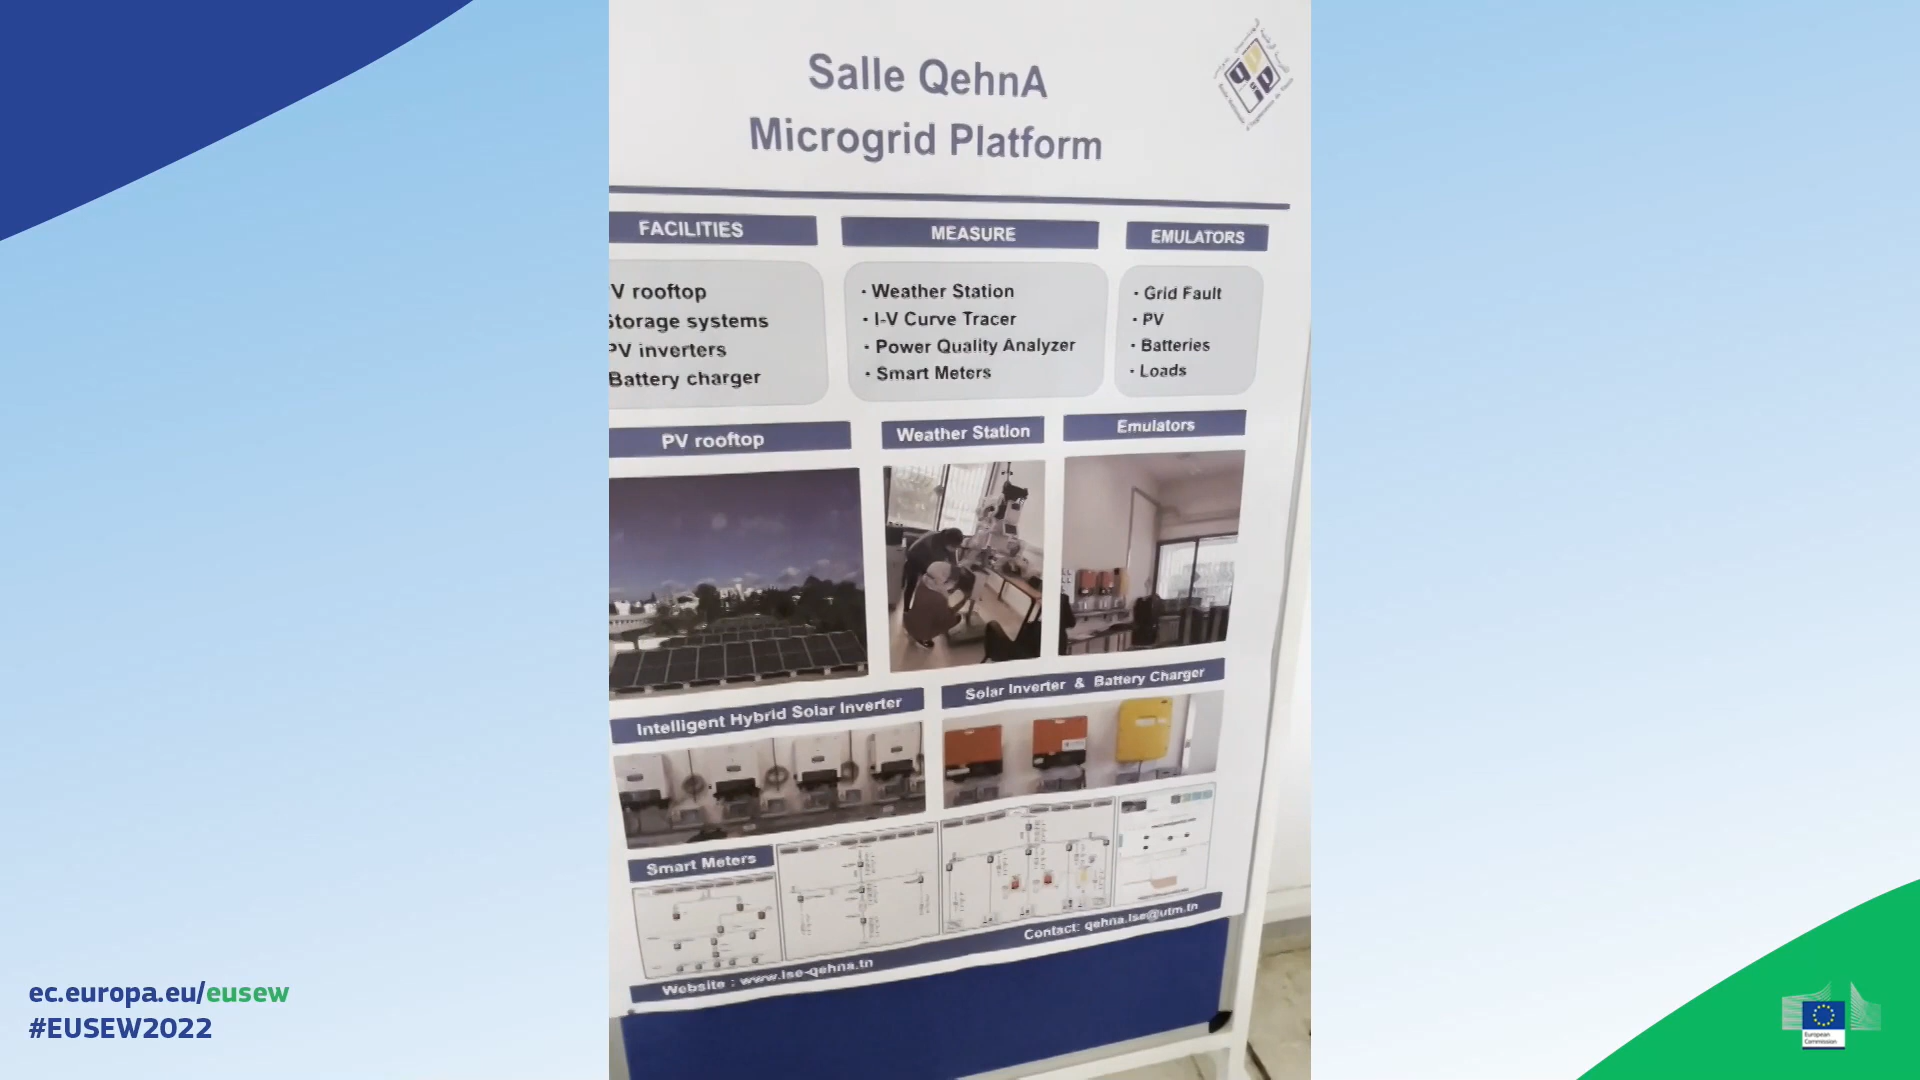 Salle QehnA
Microgrid Platform
FACILITIES
MEASURE
EMULATORS
V rooftop
Storage systems
PV inverters
Battery charger
· Weather Station
· I-V Curve Tracer
· Power Quality Analyzer
· Smart Meters
· Grid Fault
· PV
· Batteries
· Loads
PV rooftop
Weather Station
Emulators
Intelligent Hybrid Solar Inverter
Solar Inverter & Battery Charger
Smart Meters
Website : www.lse-qehna.tn
Contact: qehna.lse@utm.tn
ec.europa.eu/eusew
#EUSEW2022
European
Commission